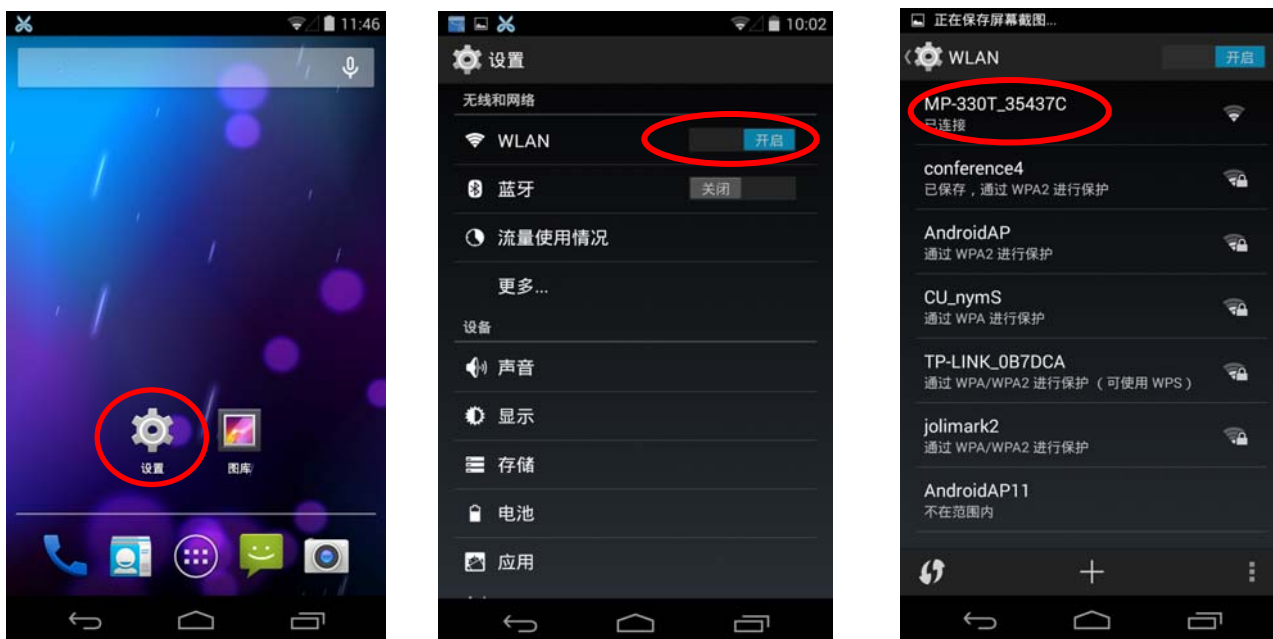 11:46
设置
图库
10:02
设置
无线和网络
WLAN
开启
蓝牙
关闭
流量使用情况
更多...
设备
声音
显示
存储
电池
应用
正在保存屏幕截图...
WLAN
开启
MP-330T_35437C
已连接
conference4
已保存，通过 WPA2 进行保护
AndroidAP
通过 WPA2 进行保护
CU_nymS
通过 WPA 进行保护
TP-LINK_0B7DCA
通过 WPA/WPA2 进行保护 （可使用 WPS）
jolimark2
通过 WPA/WPA2 进行保护
AndroidAP11
不在范围内